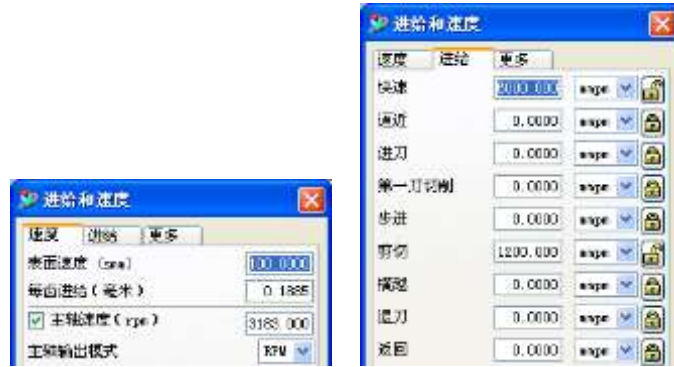 进给和速度
速度 进给 更多
表面速度 (smm) 100.0000
每齿进给(毫米) 0.1885
主轴速度(rpm) 3183.000
主轴输出模式 RPM
进给和速度
速度 进给 更多
快速 2000.000 mmpm
逼近 0.0000 mmpm
进刀 0.0000 mmpm
第一刀切削 0.0000 mmpm
步进 0.0000 mmpm
剪切 1200.000 mmpm
横越 0.0000 mmpm
退刀 0.0000 mmpm
返回 0.0000 mmpm